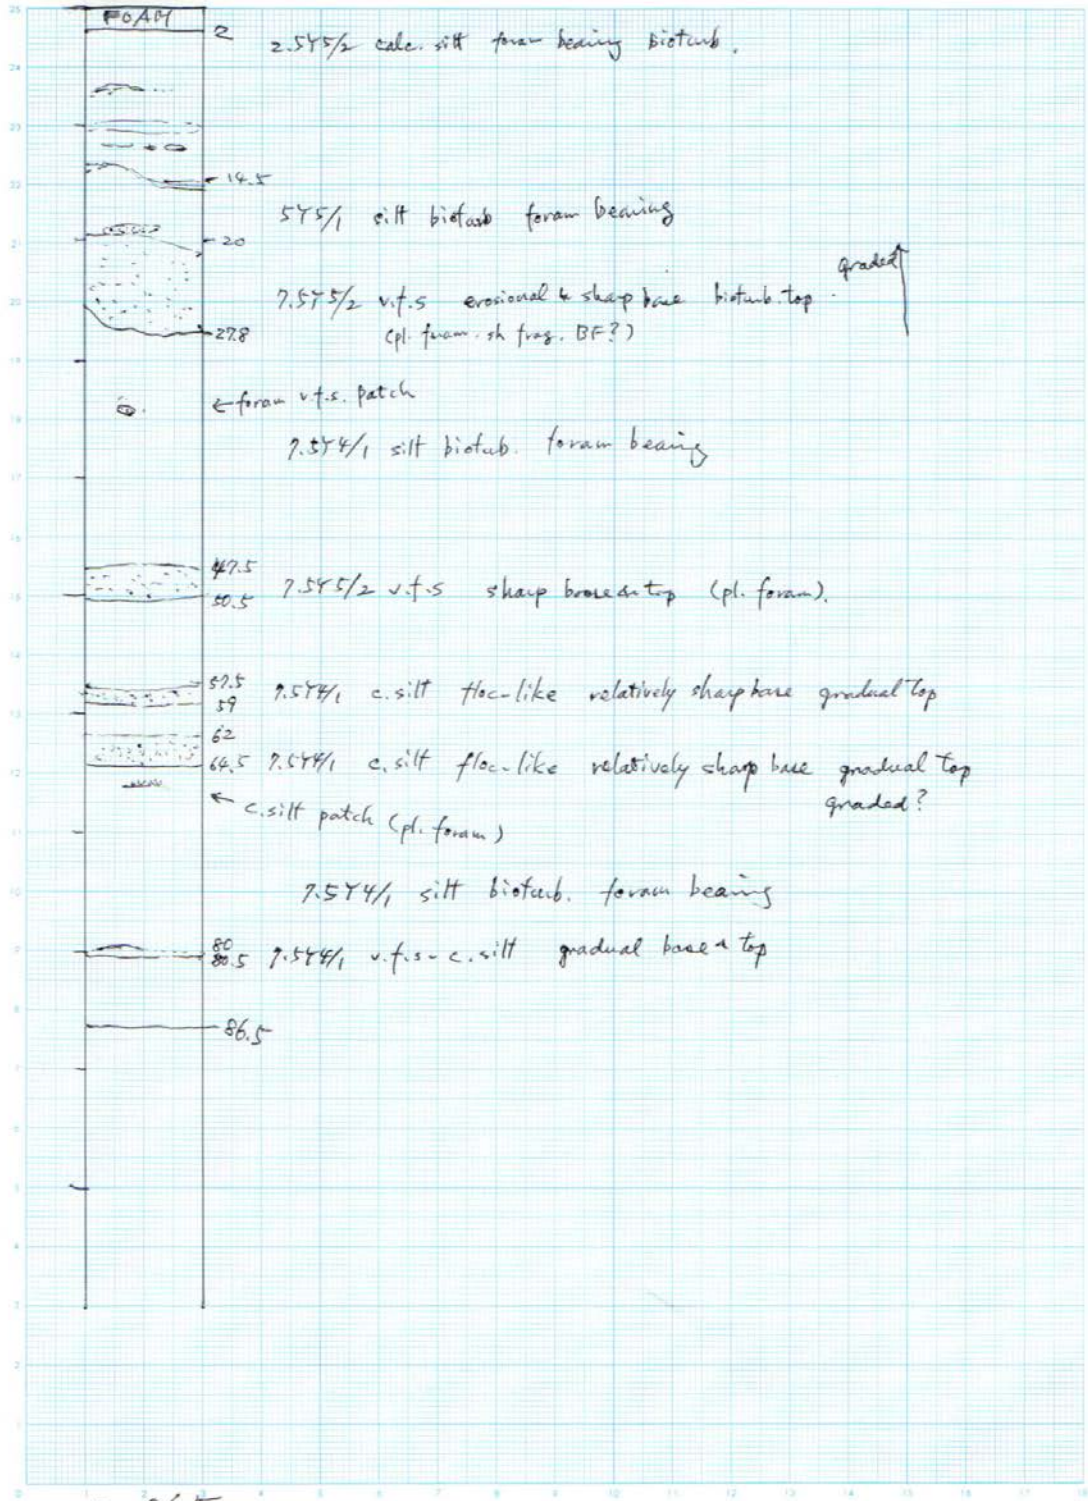 FOAM
2
2.5Y5/2 calc. silt foram bearing bioturb.
14.5
5Y5/1 silt bioturb foram bearing
20
graded
7.5Y5/2 v.f.s erosional & sharp base bioturb. top
27.8
(pl. foram. sh frag. BF?)
← foram v.f.s. patch
7.5Y4/1 silt bioturb. foram bearing
47.5
7.5Y5/2 v.f.s sharp base & top (pl. foram).
50.5
57.5
7.5Y4/1 c.silt floc-like relatively sharp base gradual top
59
62
64.5 7.5Y4/1 c.silt floc-like relatively sharp base gradual top
graded?
← c.silt patch (pl. foram)
7.5Y4/1 silt bioturb. foram bearing
80
80.5 7.5Y4/1 v.f.s - c.silt gradual base & top
86.5